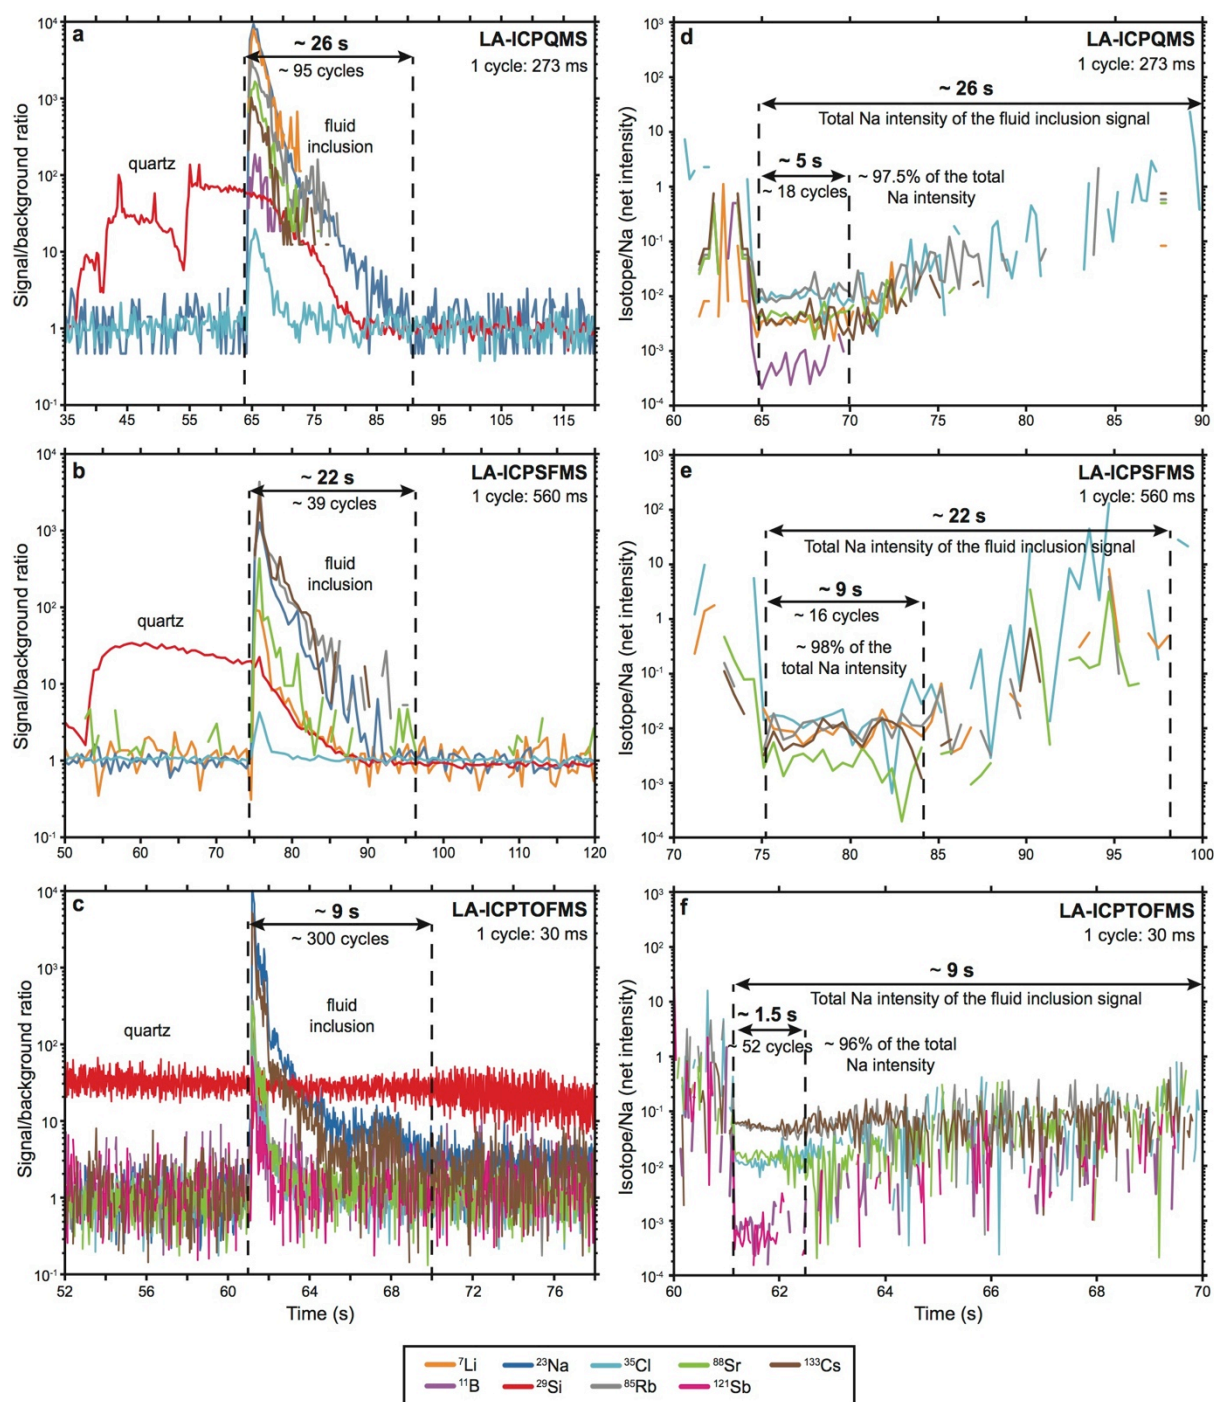 a
LA-ICPQMS
1 cycle: 273 ms
~ 26 s
~ 95 cycles
quartz
fluid
inclusion
Signal/background ratio
10⁴
10³
10²
10
1
10⁻¹
35 45 55 65 75 85 95 105 115
d
LA-ICPQMS
1 cycle: 273 ms
~ 26 s
Total Na intensity of the fluid inclusion signal
~ 5 s
~ 18 cycles
~ 97.5% of the total
Na intensity
Isotope/Na (net intensity)
10³
10²
10
1
10⁻¹
10⁻²
10⁻³
10⁻⁴
60 65 70 75 80 85 90
b
LA-ICPSFMS
1 cycle: 560 ms
~ 22 s
~ 39 cycles
quartz
fluid
inclusion
Signal/background ratio
10⁴
10³
10²
10
1
10⁻¹
50 60 70 80 90 100 110 120
e
LA-ICPSFMS
1 cycle: 560 ms
~ 22 s
Total Na intensity of the fluid inclusion signal
~ 9 s
~ 16 cycles
~ 98% of the
total Na intensity
Isotope/Na (net intensity)
10³
10²
10
1
10⁻¹
10⁻²
10⁻³
10⁻⁴
70 75 80 85 90 95 100
c
LA-ICPTOFMS
1 cycle: 30 ms
~ 9 s
~ 300 cycles
quartz
fluid
inclusion
Signal/background ratio
10⁴
10³
10²
10
1
10⁻¹
52 56 60 64 68 72 76
Time (s)
f
LA-ICPTOFMS
1 cycle: 30 ms
~ 9 s
Total Na intensity of the fluid inclusion signal
~ 1.5 s
~ 52 cycles
~ 96% of the total
Na intensity
Isotope/Na (net intensity)
10³
10²
10
1
10⁻¹
10⁻²
10⁻³
10⁻⁴
60 62 64 66 68 70
Time (s)
⁷Li ²³Na ³⁵Cl ⁸⁸Sr ¹³³Cs
¹¹B ²⁹Si ⁸⁵Rb ¹²¹Sb